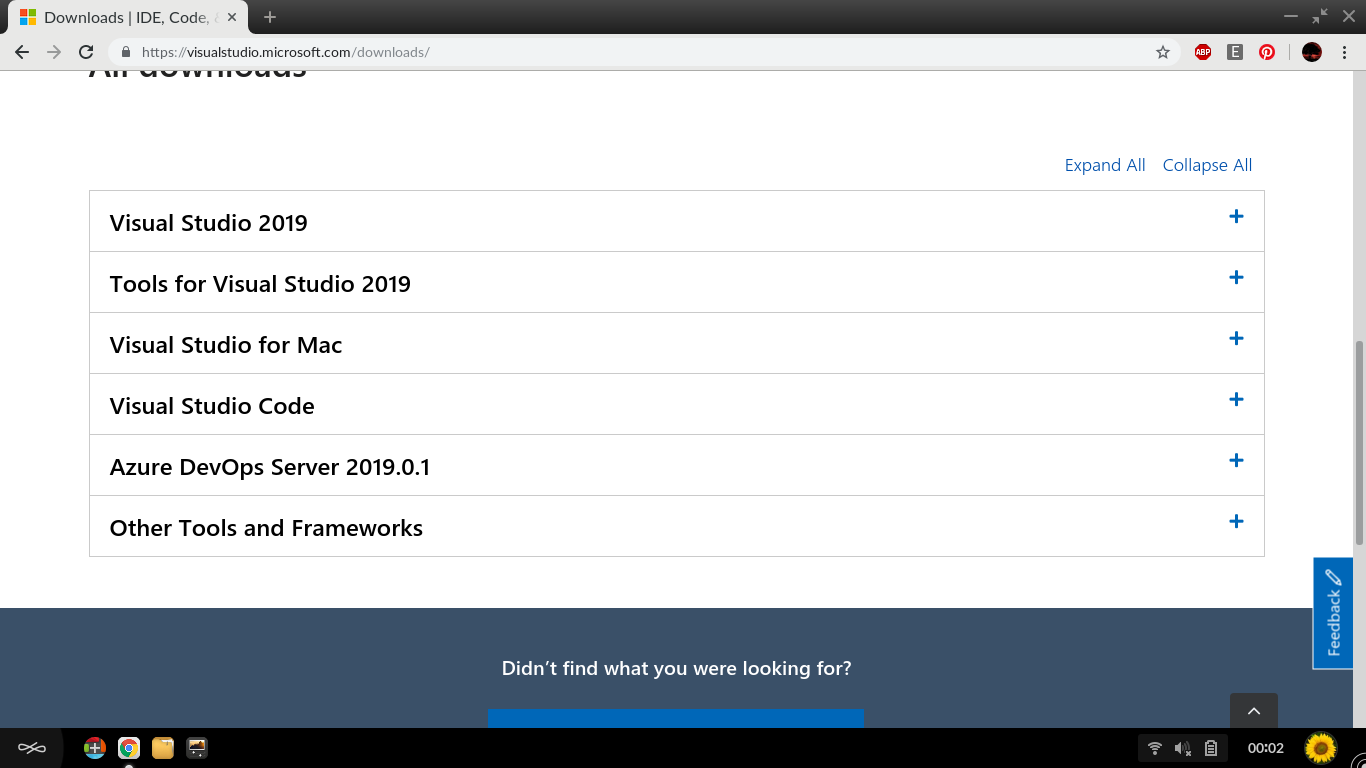 Downloads | IDE, Code, &
https://visualstudio.microsoft.com/downloads/
ABP
E
All downloads
Expand All Collapse All
Visual Studio 2019
Tools for Visual Studio 2019
Visual Studio for Mac
Visual Studio Code
Azure DevOps Server 2019.0.1
Other Tools and Frameworks
Feedback
Didn't find what you were looking for?
00:02